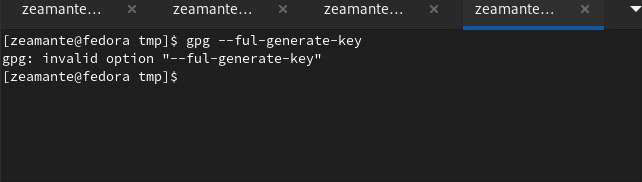 zeamante... zeamante... zeamante... zeamante...
[zeamante@fedora tmp]$ gpg --ful-generate-key
gpg: invalid option "--ful-generate-key"
[zeamante@fedora tmp]$